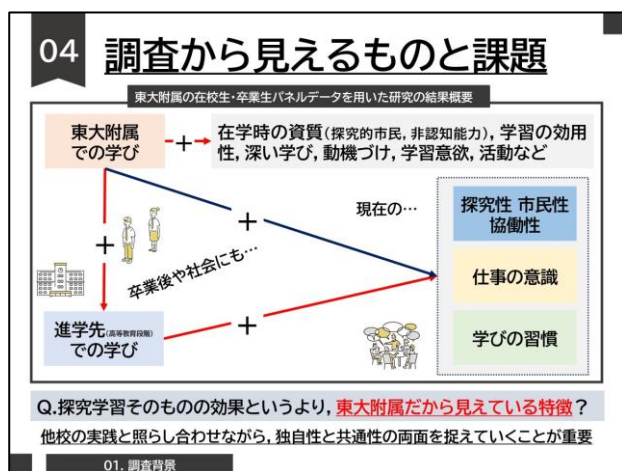 04
調査から見えるものと課題
東大附属の在校生・卒業生パネルデータを用いた研究の結果概要
東大附属
での学び
+
在学時の資質(探究的市民, 非認知能力), 学習の効用
性, 深い学び, 動機づけ, 学習意欲, 活動など
+
現在の…
探究性 市民性
協働性
+
卒業後や社会にも…
仕事の意識
進学先(高等教育段階)
での学び
+
学びの習慣
Q.探究学習そのものの効果というより, 東大附属だから見えている特徴?
他校の実践と照らし合わせながら, 独自性と共通性の両面を捉えていくことが重要
01. 調査背景